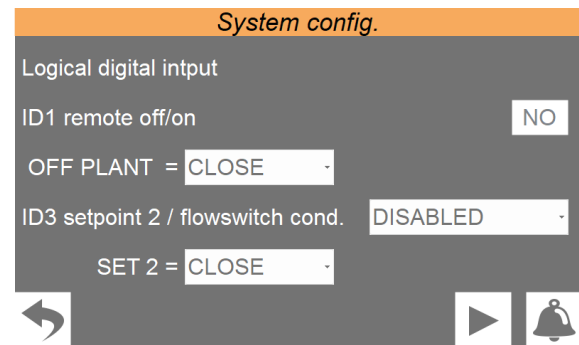 System config.
Logical digital intput
ID1 remote off/on NO
OFF PLANT = CLOSE
ID3 setpoint 2 / flowswitch cond. DISABLED
SET 2 = CLOSE